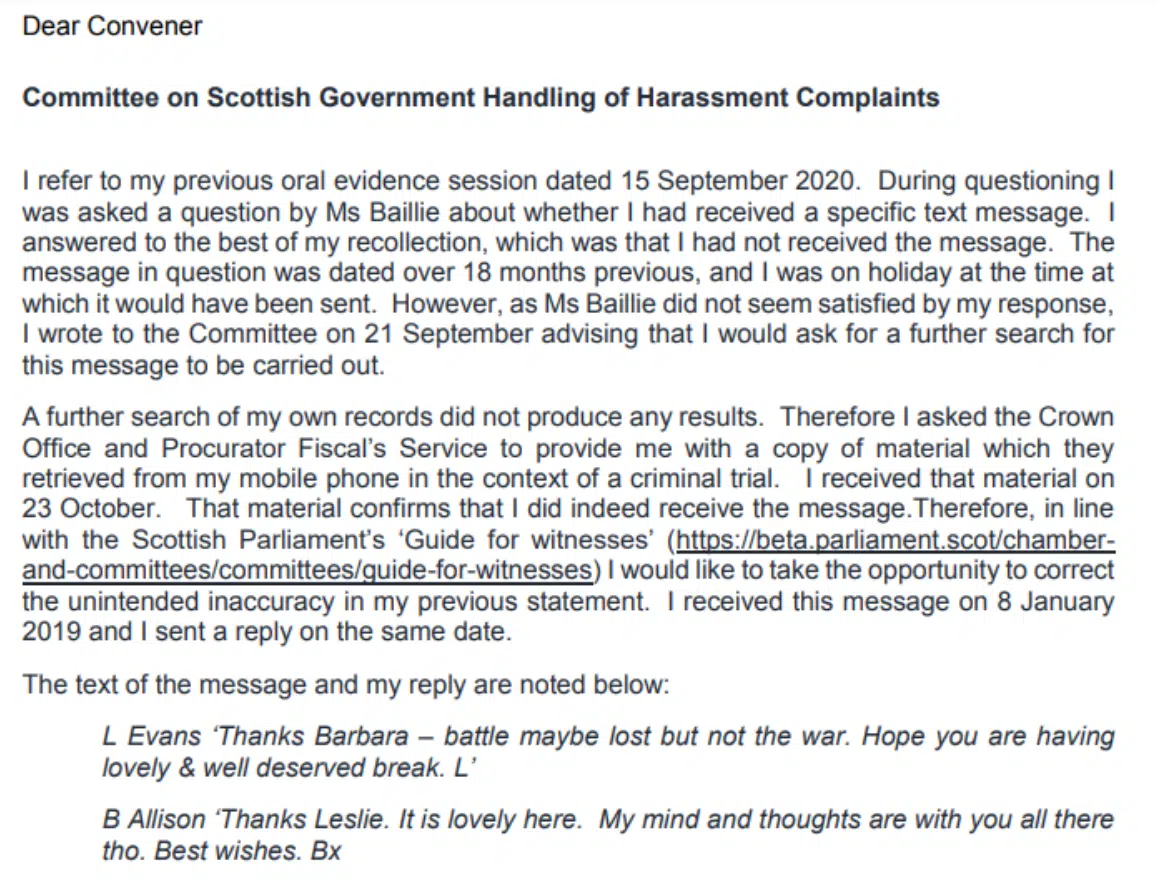 Dear Convener
Committee on Scottish Government Handling of Harassment Complaints
I refer to my previous oral evidence session dated 15 September 2020.  During questioning I
was asked a question by Ms Baillie about whether I had received a specific text message.  I
answered to the best of my recollection, which was that I had not received the message.  The
message in question was dated over 18 months previous, and I was on holiday at the time at
which it would have been sent.  However, as Ms Baillie did not seem satisfied by my response,
I wrote to the Committee on 21 September advising that I would ask for a further search for
this message to be carried out.
A further search of my own records did not produce any results.  Therefore I asked the Crown
Office and Procurator Fiscal’s Service to provide me with a copy of material which they
retrieved from my mobile phone in the context of a criminal trial.   I received that material on
23 October.   That material confirms that I did indeed receive the message.Therefore, in line
with the Scottish Parliament’s ‘Guide for witnesses’ (https://beta.parliament.scot/chamber-
and-committees/committees/guide-for-witnesses) I would like to take the opportunity to correct
the unintended inaccuracy in my previous statement.  I received this message on 8 January
2019 and I sent a reply on the same date.
The text of the message and my reply are noted below:
L Evans ‘Thanks Barbara – battle maybe lost but not the war. Hope you are having
lovely & well deserved break. L’
B Allison ‘Thanks Leslie. It is lovely here.  My mind and thoughts are with you all there
tho. Best wishes. Bx